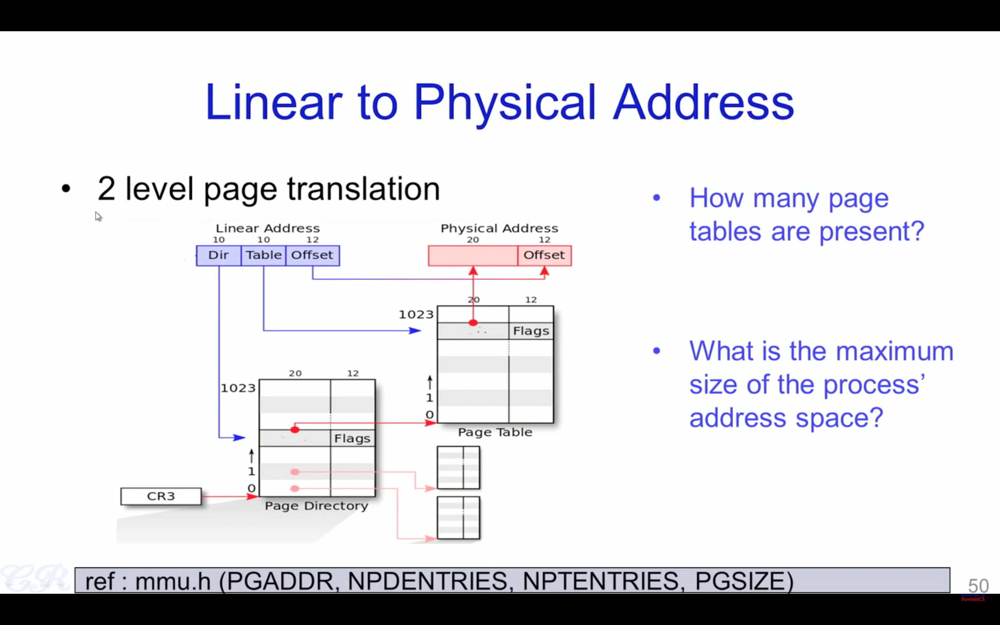 Linear to Physical Address
• 2 level page translation
Linear Address
10 10 12
Dir Table Offset
Physical Address
20 12
Offset
20 12
1023
Flags
1
0
Page Table
20 12
1023
Flags
1
0
Page Directory
CR3
• How many page
tables are present?
• What is the maximum
size of the process’
address space?
ref : mmu.h (PGADDR, NPDENTRIES, NPTENTRIES, PGSIZE)
50
XoviabCS